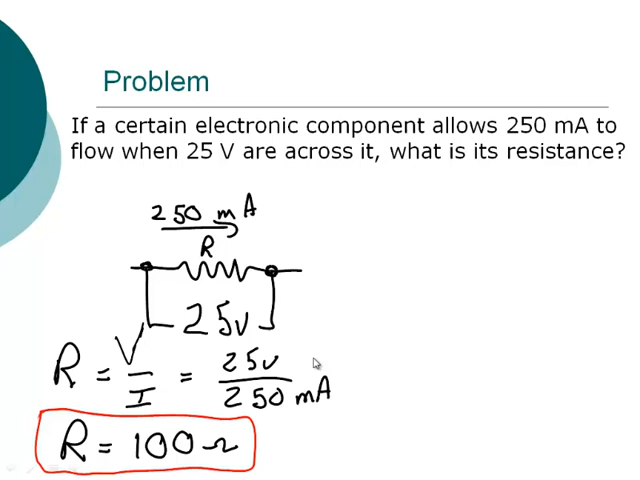 Problem
If a certain electronic component allows 250 mA to
flow when 25 V are across it, what is its resistance?
250 mA
R
25v
R = V/I = 25v/250 mA
R = 100 Ω